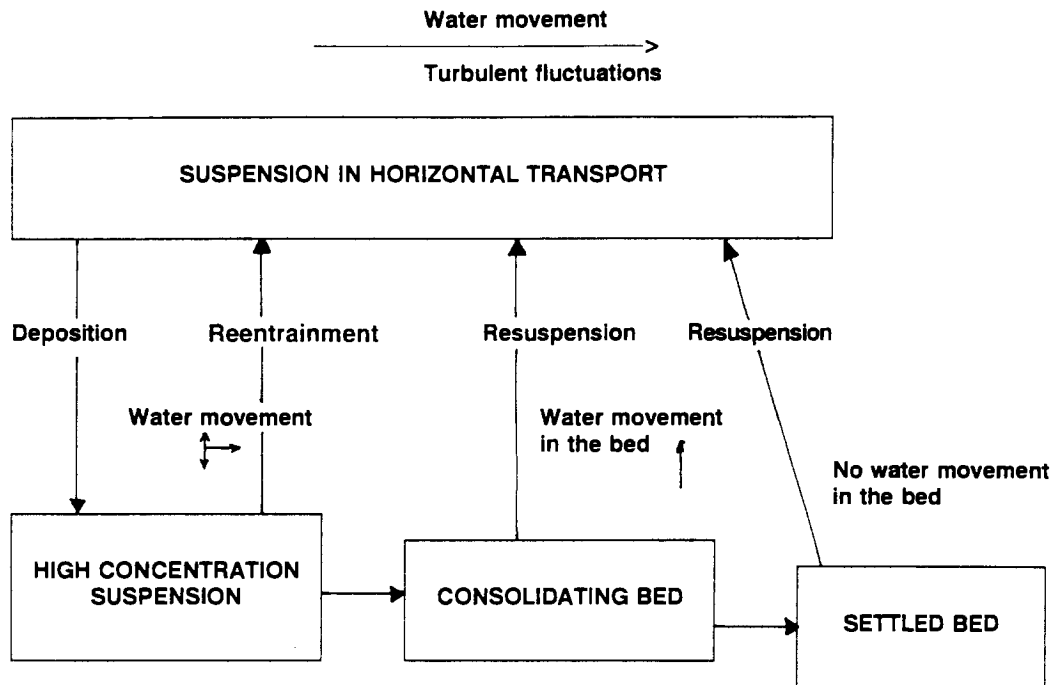 Water movement
Turbulent fluctuations
SUSPENSION IN HORIZONTAL TRANSPORT
Deposition
Reentrainment
Resuspension
Resuspension
Water movement
Water movement
in the bed
No water movement
in the bed
HIGH CONCENTRATION
SUSPENSION
CONSOLIDATING BED
SETTLED BED